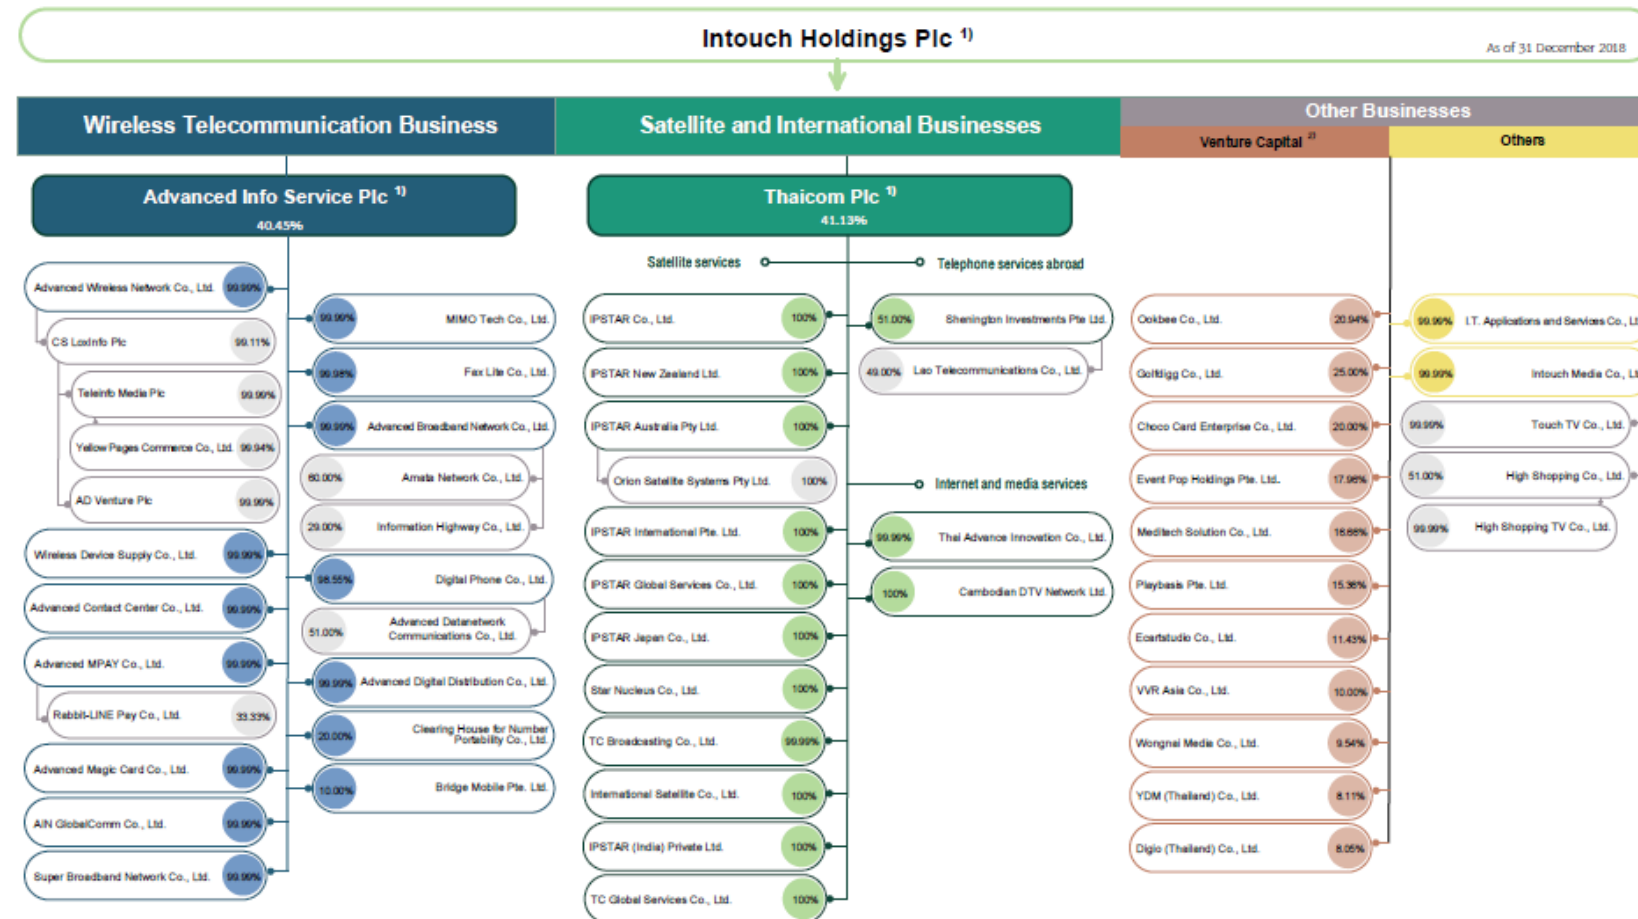 Intouch Holdings Plc 1)
As of 31 December 2018
Wireless Telecommunication Business
Satellite and International Businesses
Other Businesses
Venture Capital 2)
Others
Advanced Info Service Plc 1)
40.45%
Advanced Wireless Network Co., Ltd. 99.99%
CS LoxInfo Plc 99.11%
Teleinfo Media Plc 99.99%
Yellow Pages Commerce Co., Ltd. 99.94%
AD Venture Plc 99.99%
Wireless Device Supply Co., Ltd. 99.99%
Advanced Contact Center Co., Ltd. 99.99%
Advanced MPAY Co., Ltd. 99.99%
Rabbit-LINE Pay Co., Ltd. 33.33%
Advanced Magic Card Co., Ltd. 99.99%
AIN GlobalComm Co., Ltd. 99.99%
Super Broadband Network Co., Ltd. 99.99%
99.99% MIMO Tech Co., Ltd.
99.98% Fax Lite Co., Ltd.
99.99% Advanced Broadband Network Co., Ltd.
60.00% Amata Network Co., Ltd.
29.00% Information Highway Co., Ltd.
98.55% Digital Phone Co., Ltd.
51.00% Advanced Datanetwork
Communications Co., Ltd.
99.99% Advanced Digital Distribution Co., Ltd.
20.00% Clearing House for Number
Portability Co., Ltd.
10.00% Bridge Mobile Pte. Ltd.
Thaicom Plc 1)
41.13%
Satellite services
Telephone services abroad
IPSTAR Co., Ltd. 100%
IPSTAR New Zealand Ltd. 100%
IPSTAR Australia Pty Ltd. 100%
Orion Satellite Systems Pty Ltd. 100%
IPSTAR International Pte. Ltd. 100%
IPSTAR Global Services Co., Ltd. 100%
IPSTAR Japan Co., Ltd. 100%
Star Nucleus Co., Ltd. 100%
TC Broadcasting Co., Ltd. 99.99%
International Satellite Co., Ltd. 100%
IPSTAR (India) Private Ltd. 100%
TC Global Services Co., Ltd. 100%
51.00% Shenington Investments Pte Ltd.
49.00% Lao Telecommunications Co., Ltd.
Internet and media services
99.99% Thai Advance Innovation Co., Ltd.
100% Cambodian DTV Network Ltd.
Ookbee Co., Ltd. 20.94%
Golfdigg Co., Ltd. 25.00%
Choco Card Enterprise Co., Ltd. 20.00%
Event Pop Holdings Pte. Ltd. 17.98%
Meditech Solution Co., Ltd. 16.66%
Playbasis Pte. Ltd. 15.36%
Ecartstudio Co., Ltd. 11.43%
VVR Asia Co., Ltd. 10.00%
Wongnai Media Co., Ltd. 9.54%
YDM (Thailand) Co., Ltd. 8.11%
Digio (Thailand) Co., Ltd. 8.05%
99.99% I.T. Applications and Services Co., Lt
99.99% Intouch Media Co., Lt
99.99% Touch TV Co., Ltd.
51.00% High Shopping Co., Ltd.
99.99% High Shopping TV Co., Ltd.